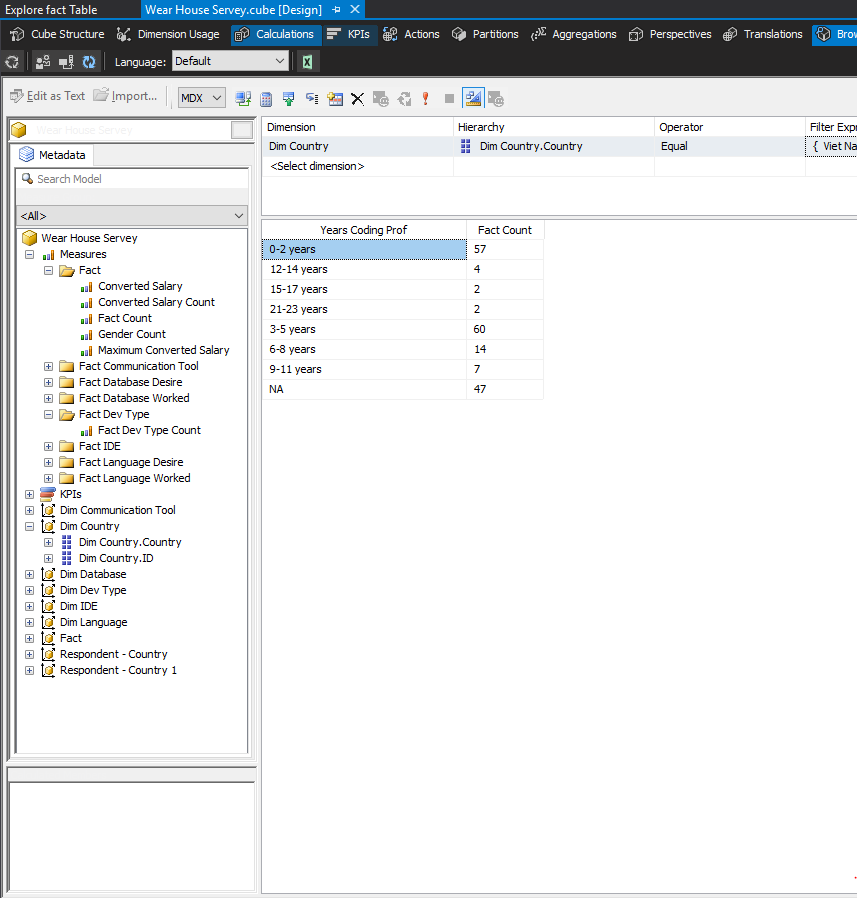 Explore fact Table Wear House Servey.cube [Design]
Cube Structure Dimension Usage Calculations KPIs Actions Partitions Aggregations Perspectives Translations Brow
Language: Default
Edit as Text Import... MDX
Wear House Servey
Metadata
Search Model
<All>
Wear House Servey
Measures
Fact
Converted Salary
Converted Salary Count
Fact Count
Gender Count
Maximum Converted Salary
Fact Communication Tool
Fact Database Desire
Fact Database Worked
Fact Dev Type
Fact Dev Type Count
Fact IDE
Fact Language Desire
Fact Language Worked
KPIs
Dim Communication Tool
Dim Country
Dim Country.Country
Dim Country.ID
Dim Database
Dim Dev Type
Dim IDE
Dim Language
Fact
Respondent - Country
Respondent - Country 1
Dimension Hierarchy Operator Filter Expr
Dim Country Dim Country.Country Equal { Viet Na
<Select dimension>
Years Coding Prof Fact Count
0-2 years 57
12-14 years 4
15-17 years 2
21-23 years 2
3-5 years 60
6-8 years 14
9-11 years 7
NA 47